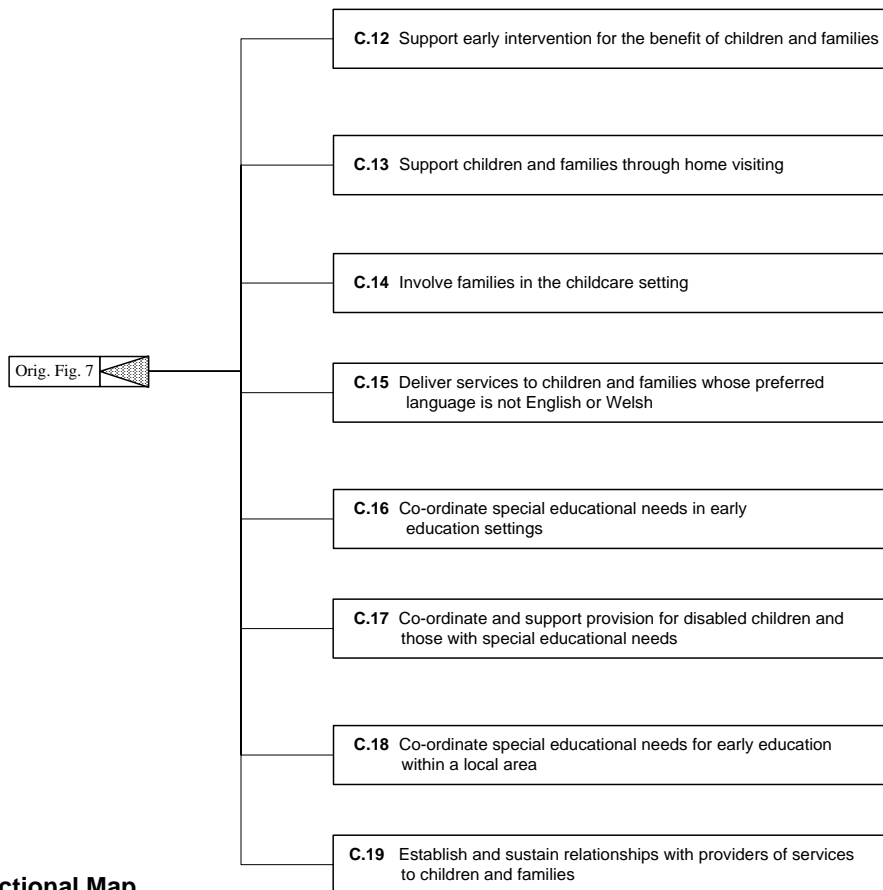 C.12 Support early intervention for the benefit of children and families
C.13 Support children and families through home visiting
C.14 Involve families in the childcare setting
Orig. Fig. 7
C.15 Deliver services to children and families whose preferred
language is not English or Welsh
C.16 Co-ordinate special educational needs in early
education settings
C.17 Co-ordinate and support provision for disabled children and
those with special educational needs
C.18 Co-ordinate special educational needs for early education
within a local area
C.19 Establish and sustain relationships with providers of services
to children and families
ctional Map